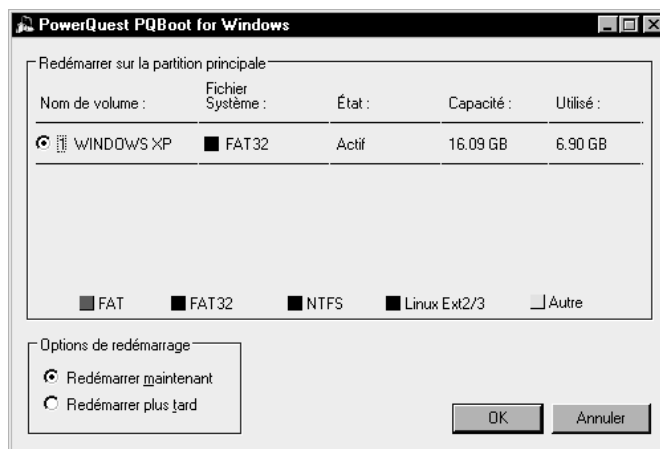 PowerQuest PQBoot for Windows
Redémarrer sur la partition principale
Nom de volume : Fichier Système : État : Capacité : Utilisé :
1 WINDOWS XP FAT32 Actif 16.09 GB 6.90 GB
FAT FAT32 NTFS Linux Ext2/3 Autre
Options de redémarrage
Redémarrer maintenant
Redémarrer plus tard
OK Annuler